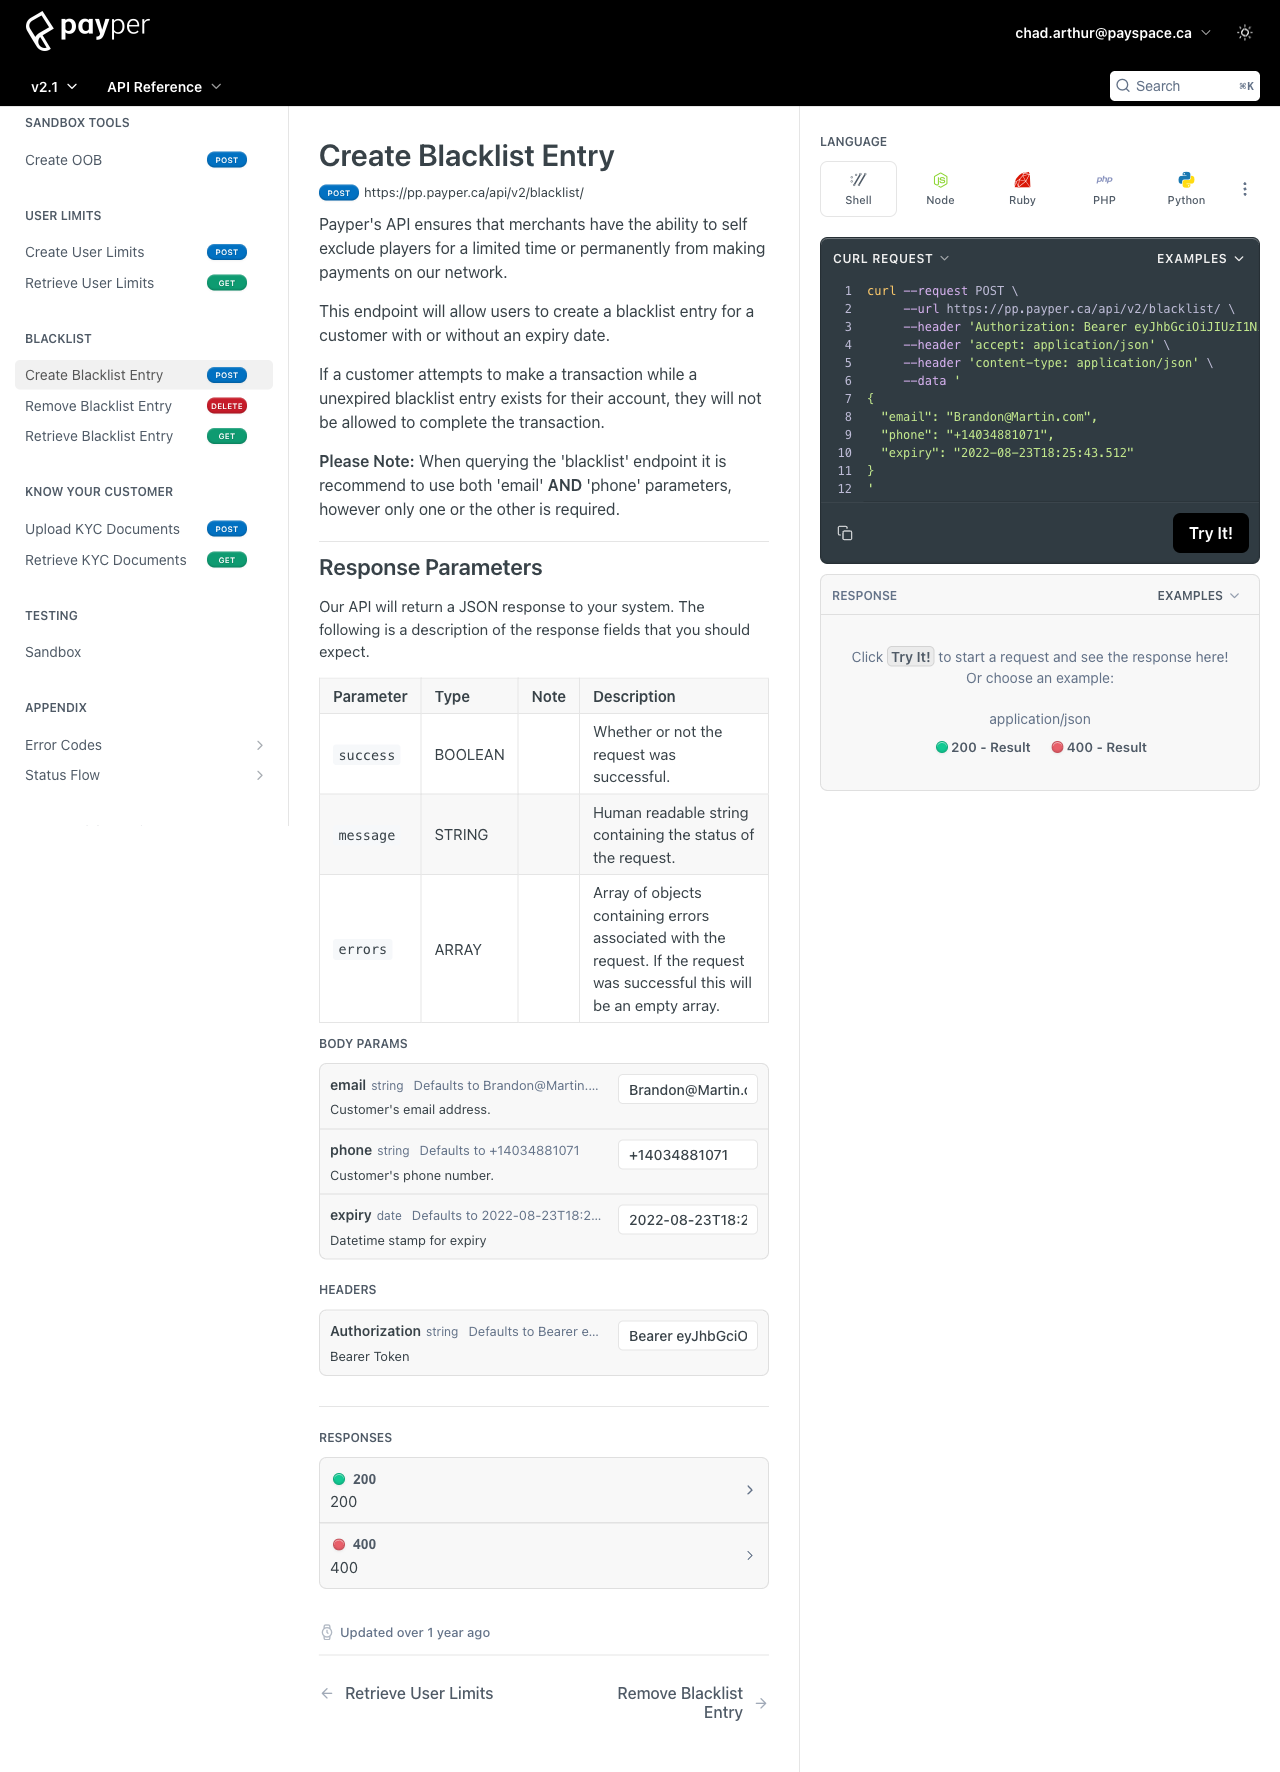 payper
chad.arthur@payspace.ca
v2.1
API Reference
Search
⌘K
SANDBOX TOOLS
Create OOB POST
USER LIMITS
Create User Limits POST
Retrieve User Limits GET
BLACKLIST
Create Blacklist Entry POST
Remove Blacklist Entry DELETE
Retrieve Blacklist Entry GET
KNOW YOUR CUSTOMER
Upload KYC Documents POST
Retrieve KYC Documents GET
TESTING
Sandbox
APPENDIX
Error Codes
Status Flow
Create Blacklist Entry
POST https://pp.payper.ca/api/v2/blacklist/
Payper's API ensures that merchants have the ability to self
exclude players for a limited time or permanently from making
payments on our network.
This endpoint will allow users to create a blacklist entry for a
customer with or without an expiry date.
If a customer attempts to make a transaction while a
unexpired blacklist entry exists for their account, they will not
be allowed to complete the transaction.
Please Note: When querying the 'blacklist' endpoint it is
recommend to use both 'email' AND 'phone' parameters,
however only one or the other is required.
Response Parameters
Our API will return a JSON response to your system. The
following is a description of the response fields that you should
expect.
Parameter Type Note Description
success BOOLEAN Whether or not the
request was
successful.
message STRING Human readable string
containing the status of
the request.
errors ARRAY Array of objects
containing errors
associated with the
request. If the request
was successful this will
be an empty array.
BODY PARAMS
email string Defaults to Brandon@Martin.... Brandon@Martin.c
Customer's email address.
phone string Defaults to +14034881071 +14034881071
Customer's phone number.
expiry date Defaults to 2022-08-23T18:2... 2022-08-23T18:2
Datetime stamp for expiry
HEADERS
Authorization string Defaults to Bearer e... Bearer eyJhbGciO
Bearer Token
RESPONSES
200
200
400
400
Updated over 1 year ago
Retrieve User Limits
Remove Blacklist
Entry
LANGUAGE
Shell Node Ruby php PHP Python
CURL REQUEST EXAMPLES
1 curl --request POST \
2 --url https://pp.payper.ca/api/v2/blacklist/ \
3 --header 'Authorization: Bearer eyJhbGciOiJIUzI1N
4 --header 'accept: application/json' \
5 --header 'content-type: application/json' \
6 --data '
7 {
8 "email": "Brandon@Martin.com",
9 "phone": "+14034881071",
10 "expiry": "2022-08-23T18:25:43.512"
11 }
12 '
Try It!
RESPONSE EXAMPLES
Click Try It! to start a request and see the response here!
Or choose an example:
application/json
200 - Result 400 - Result